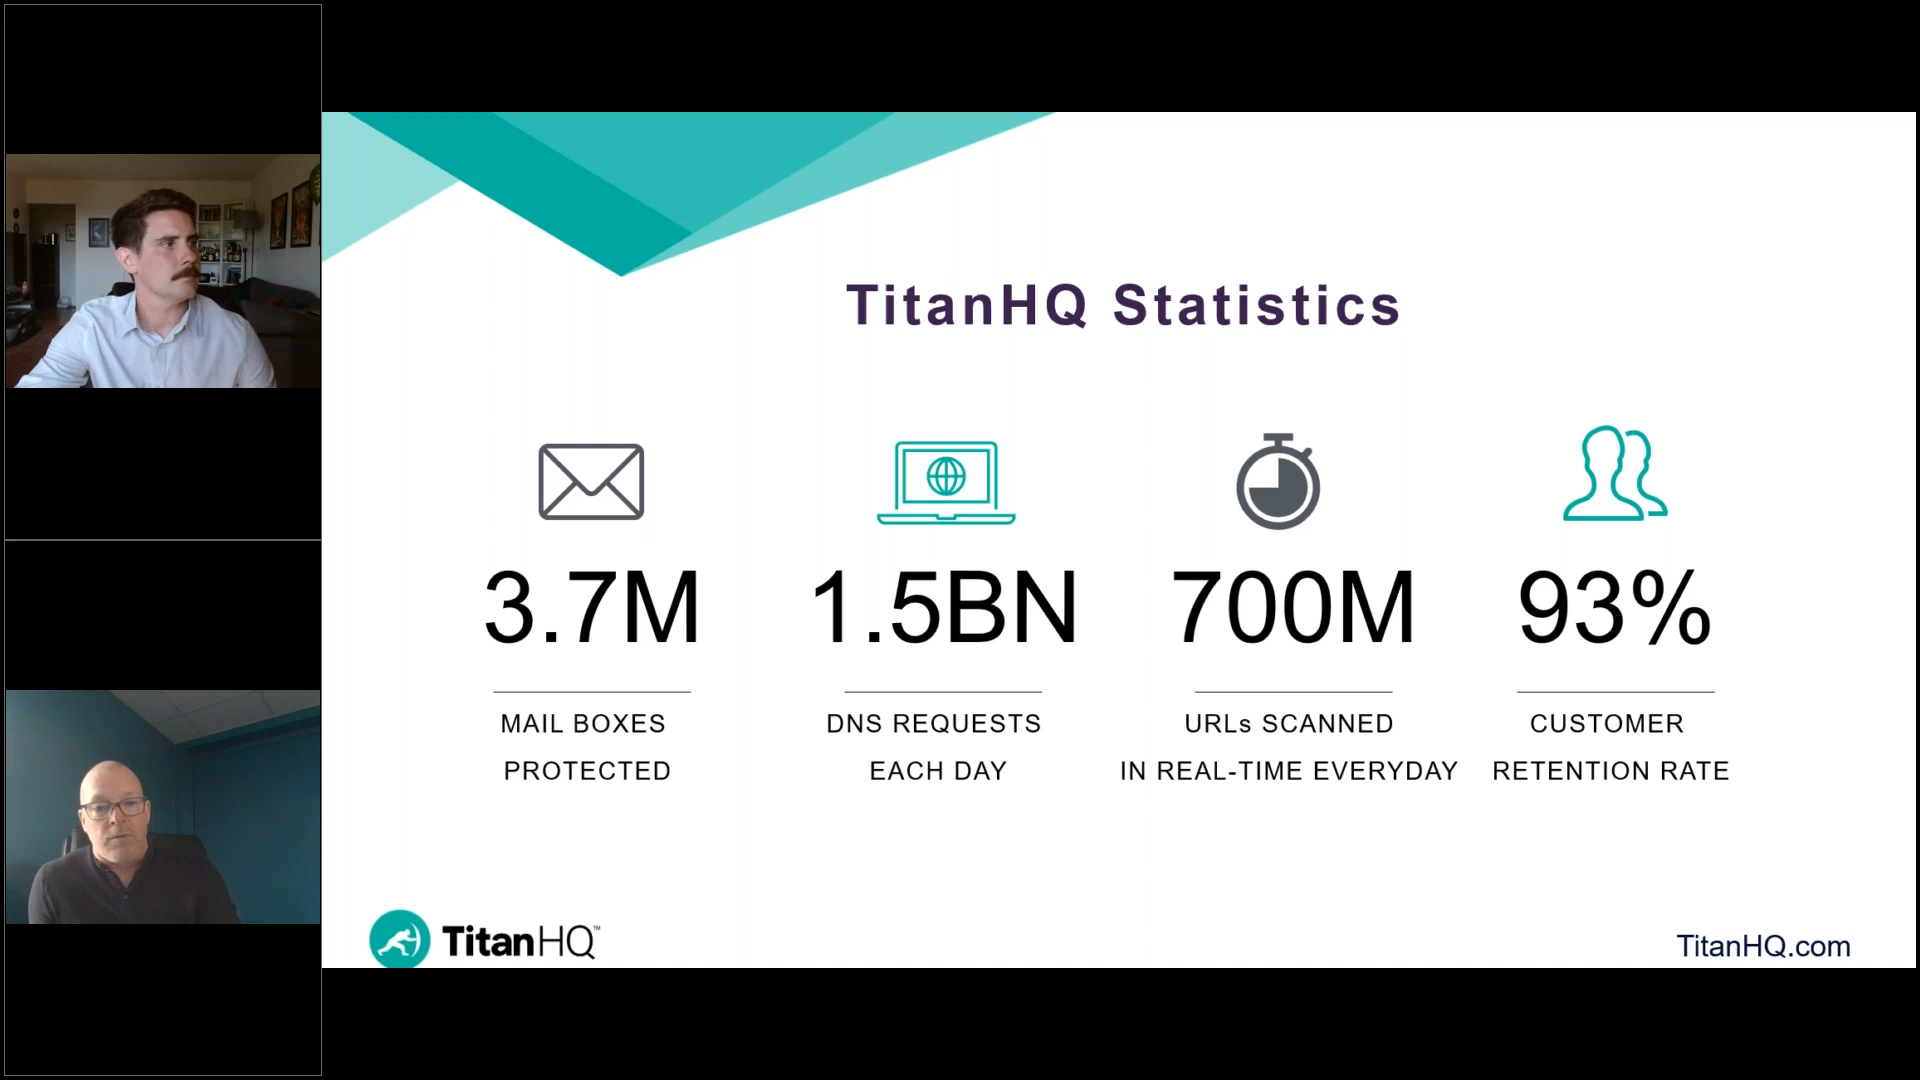 TitanHQ Statistics
3.7M
MAIL BOXES
PROTECTED
1.5BN
DNS REQUESTS
EACH DAY
700M
URLs SCANNED
IN REAL-TIME EVERYDAY
93%
CUSTOMER
RETENTION RATE
TitanHQ™
TitanHQ.com